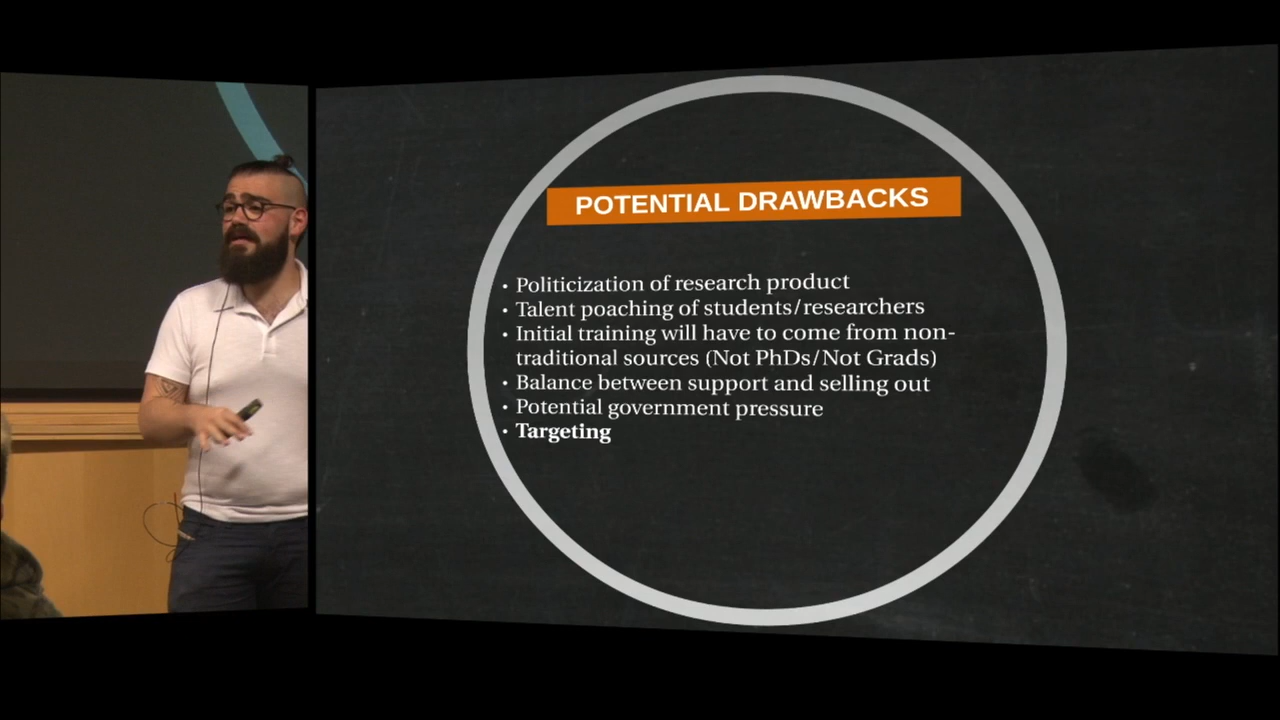 POTENTIAL DRAWBACKS
• Politicization of research product
• Talent poaching of students/researchers
• Initial training will have to come from non-
traditional sources (Not PhDs/Not Grads)
• Balance between support and selling out
• Potential government pressure
• Targeting